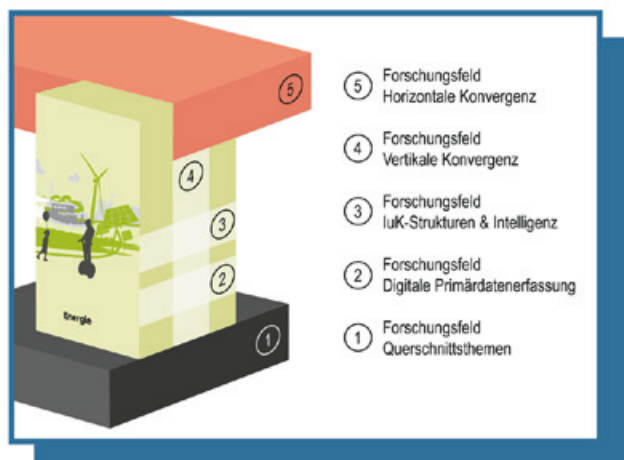 5
4
3
2
1
Energie
5
Forschungsfeld
Horizontale Konvergenz
4
Forschungsfeld
Vertikale Konvergenz
3
Forschungsfeld
IuK-Strukturen & Intelligenz
2
Forschungsfeld
Digitale Primärdatenerfassung
1
Forschungsfeld
Querschnittsthemen